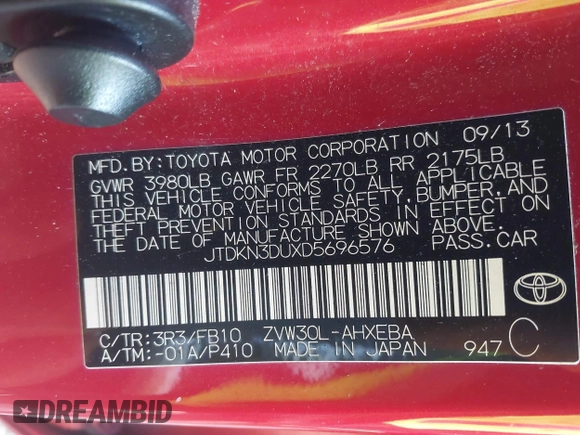 MFD. BY: TOYOTA MOTOR CORPORATION 09/13
GVWR 3980LB GAWR FR 2270LB RR 2175LB
THIS VEHICLE CONFORMS TO ALL APPLICABLE
FEDERAL MOTOR VEHICLE SAFETY, BUMPER, AND
THEFT PREVENTION STANDARDS IN EFFECT ON
THE DATE OF MANUFACTURE SHOWN ABOVE.
JTDKN3DUXD5696576 PASS. CAR
TOYOTA
C/TR: 3R3/FB10 ZVW30L-AHXEBA C
A/TM: -01A/P410 MADE IN JAPAN 947
DREAMBID